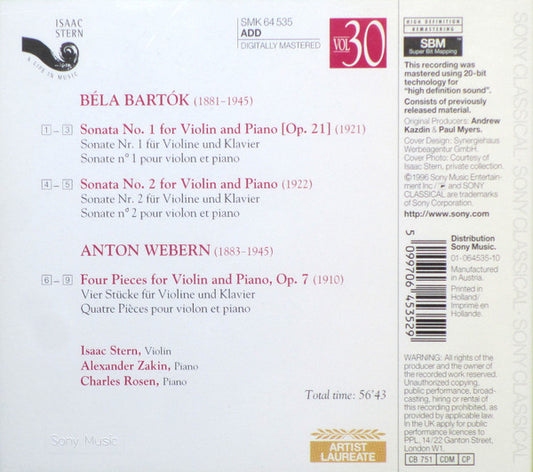 ISAAC
STERN
A LIFE IN MUSIC
SMK 64 535
ADD
DIGITALLY MASTERED
VOL 30
BÉLA BARTÓK (1881-1945)
1 – 3 Sonata No. 1 for Violin and Piano [Op. 21] (1921)
Sonate Nr. 1 für Violine und Klavier
Sonate n° 1 pour violon et piano
4 – 5 Sonata No. 2 for Violin and Piano (1922)
Sonate Nr. 2 für Violine und Klavier
Sonate n° 2 pour violon et piano
ANTON WEBERN (1883-1945)
6 – 9 Four Pieces for Violin and Piano, Op. 7 (1910)
Vier Stücke für Violine und Klavier
Quatre Pièces pour violon et piano
Isaac Stern, Violin
Alexander Zakin, Piano
Charles Rosen, Piano
Total time: 56'43
Sony Music
ARTIST
LAUREATE
HIGH DEFINITION
REMASTERING
SBM™
Super Bit Mapping
This recording was
mastered using 20-bit
technology for
"high definition sound".
Consists of previously
released material.
Original Producers: Andrew
Kazdin & Paul Myers.
Cover Design: Synergiehaus
Werbeagentur GmbH.
Cover Photo: Courtesy of
Isaac Stern, private collection.
©1996 Sony Music Entertain-
ment Inc / ℗ and SONY
CLASSICAL are trademarks
of Sony Corporation.
http://www.sony.com
5 099706 453529
Distribution
Sony Music.
01-064535-10
Manufactured
in Austria.
Printed in
Holland/
Imprimé en
Hollande.
WARNING: All rights of the
producer and the owner of
the recorded work reserved.
Unauthorized copying,
public performance, broad-
casting, hiring or rental of
this recording prohibited, as
provided by applicable law.
In the UK apply for public
performance licences to
PPL, 14/22 Ganton Street,
London W1.
CB 751 CDM CP
SONY CLASSICAL · SONY CLASSICAL · SONY CLASSICAL